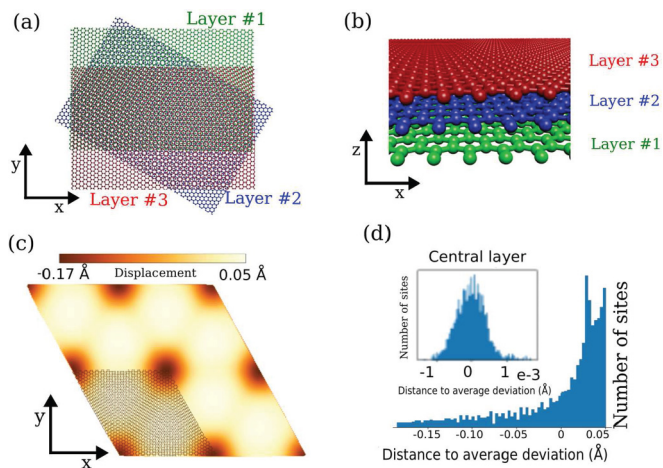 (a)
Layer #1
y
x
Layer #3
Layer #2
(b)
Layer #3
Layer #2
Layer #1
z
x
(c)
-0.17 Å
Displacement
0.05 Å
y
x
(d)
Central layer
Number of sites
-1
0
1
e-3
Distance to average deviation (Å)
Number of sites
-0.15
-0.05
0
0.05
Distance to average deviation (Å)